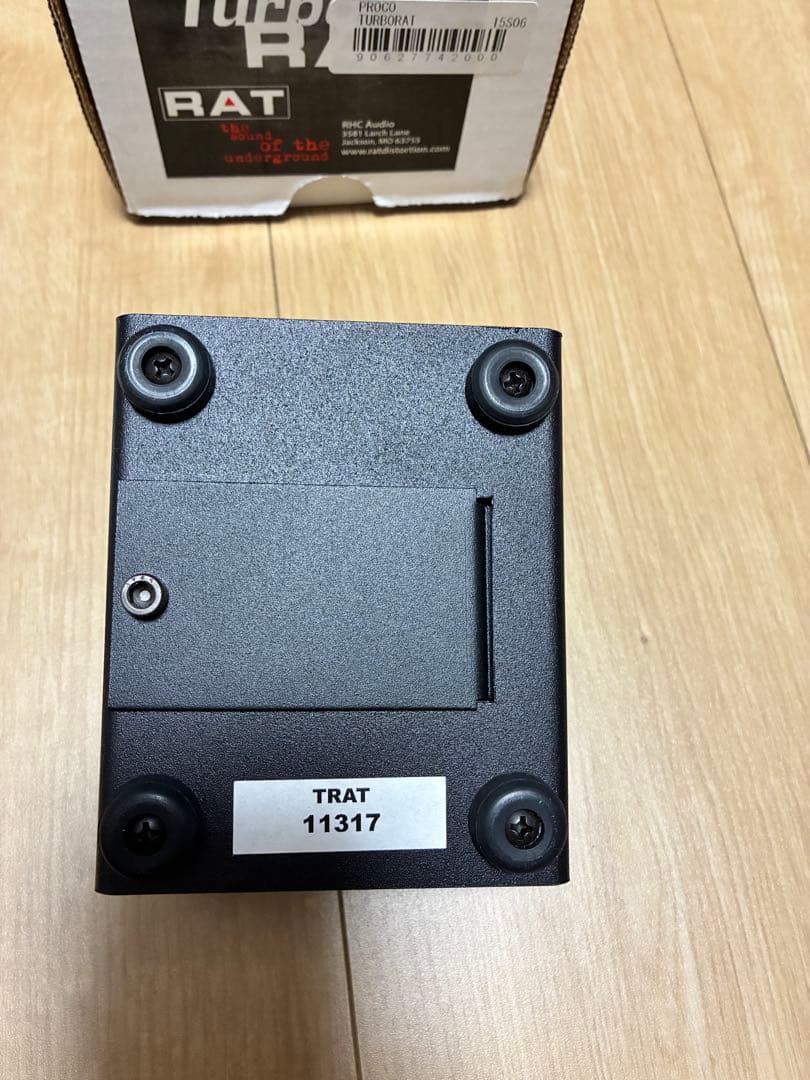 Turbo
RA
PROCO
TURBORAT 15S06
90627742000
RAT
the
sound
of the
underground
RHC Audio
3581 Larch Lane
Jackson, MO 63755
www.ratdistortion.com
TRAT
11317